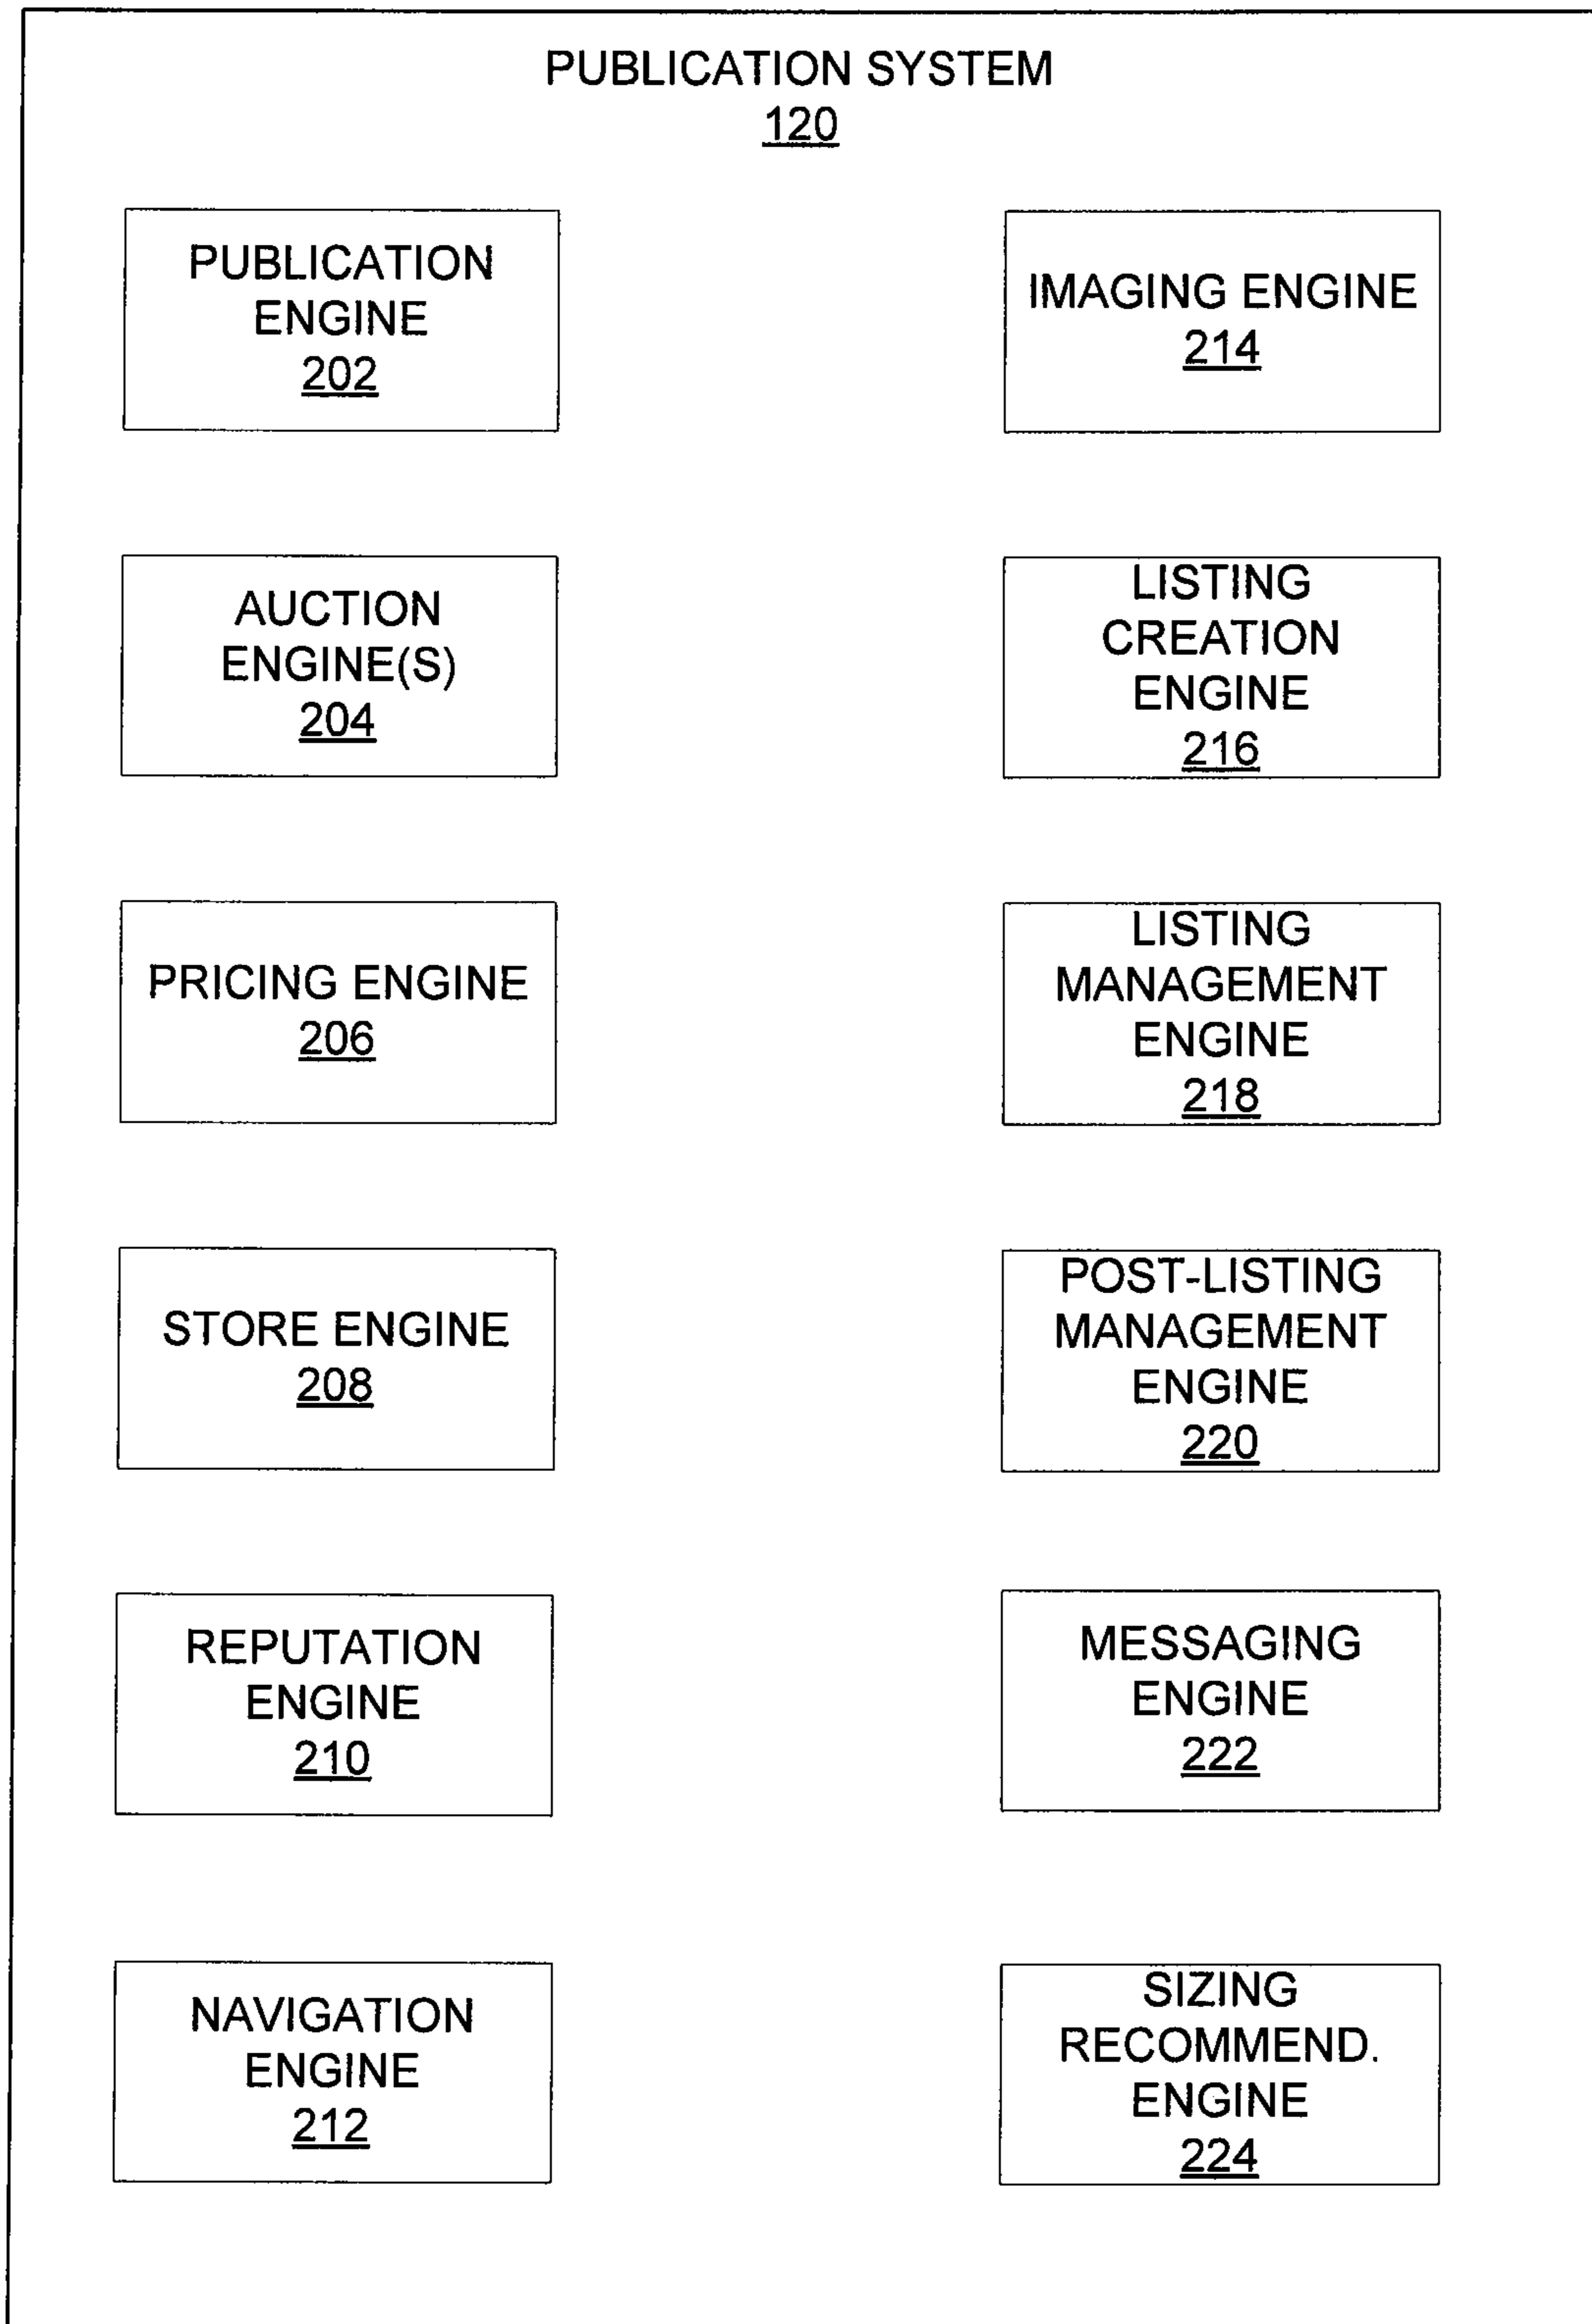 PUBLICATION SYSTEM
120
PUBLICATION
ENGINE
202
AUCTION
ENGINE(S)
204
PRICING ENGINE
206
STORE ENGINE
208
REPUTATION
ENGINE
210
NAVIGATION
ENGINE
212
IMAGING ENGINE
214
LISTING
CREATION
ENGINE
216
LISTING
MANAGEMENT
ENGINE
218
POST-LISTING
MANAGEMENT
ENGINE
220
MESSAGING
ENGINE
222
SIZING
RECOMMEND.
ENGINE
224